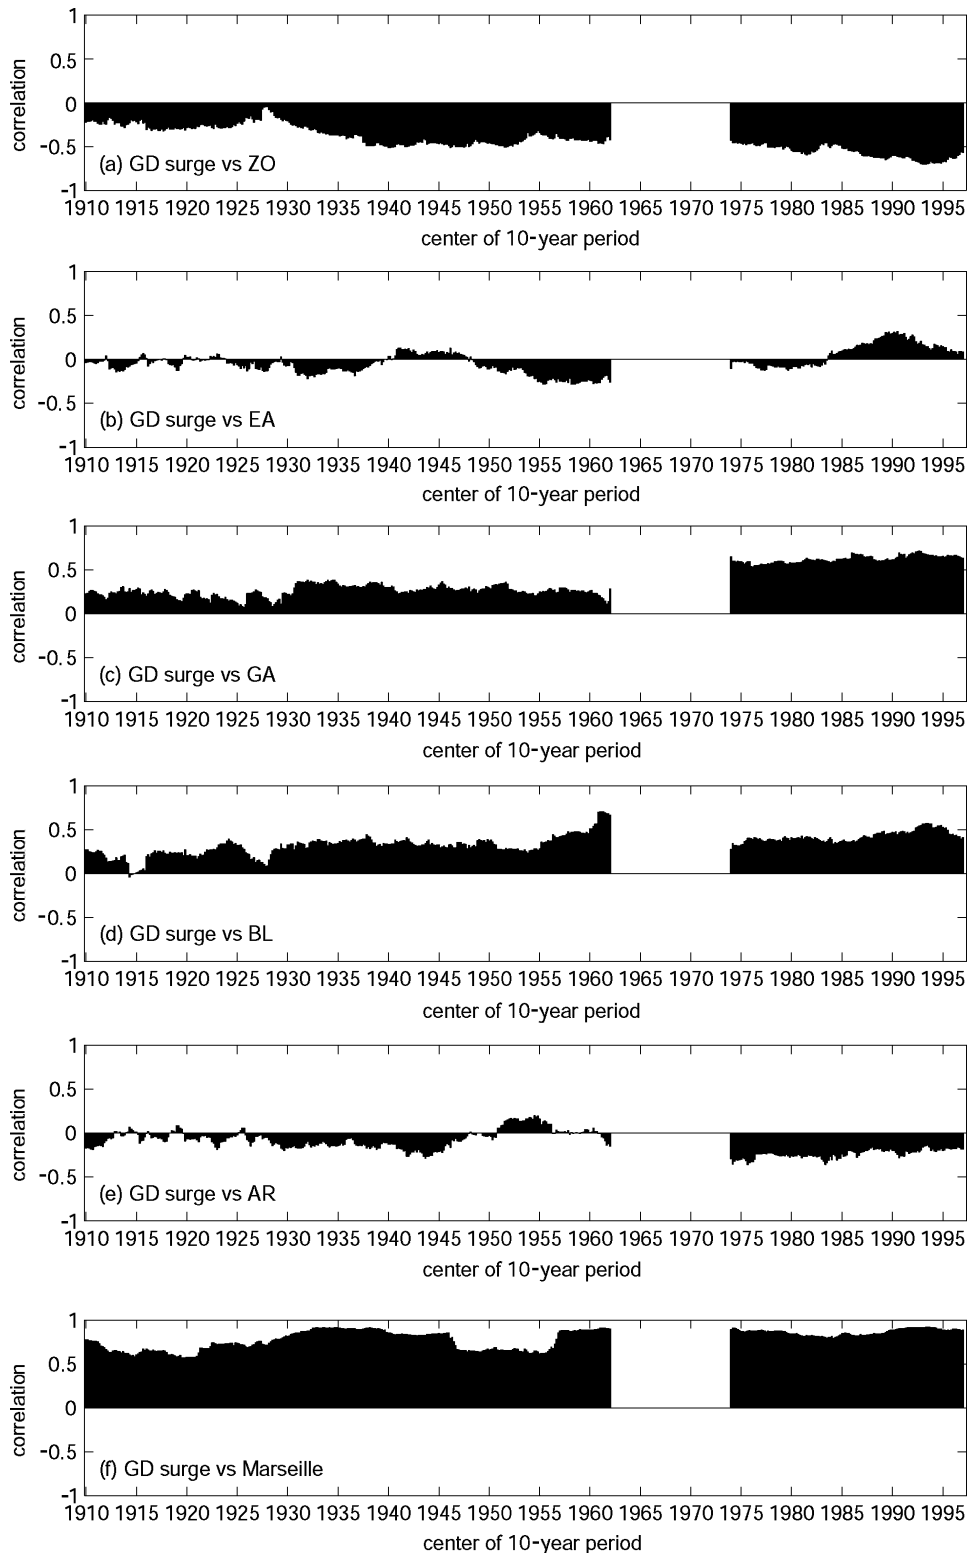 1
0.5
0
-0.5
-1
correlation
(a) GD surge vs ZO
1910 1915 1920 1925 1930 1935 1940 1945 1950 1955 1960 1965 1970 1975 1980 1985 1990 1995
center of 10-year period
1
0.5
0
-0.5
-1
correlation
(b) GD surge vs EA
1910 1915 1920 1925 1930 1935 1940 1945 1950 1955 1960 1965 1970 1975 1980 1985 1990 1995
center of 10-year period
1
0.5
0
-0.5
-1
correlation
(c) GD surge vs GA
1910 1915 1920 1925 1930 1935 1940 1945 1950 1955 1960 1965 1970 1975 1980 1985 1990 1995
center of 10-year period
1
0.5
0
-0.5
-1
correlation
(d) GD surge vs BL
1910 1915 1920 1925 1930 1935 1940 1945 1950 1955 1960 1965 1970 1975 1980 1985 1990 1995
center of 10-year period
1
0.5
0
-0.5
-1
correlation
(e) GD surge vs AR
1910 1915 1920 1925 1930 1935 1940 1945 1950 1955 1960 1965 1970 1975 1980 1985 1990 1995
center of 10-year period
1
0.5
0
-0.5
-1
correlation
(f) GD surge vs Marseille
1910 1915 1920 1925 1930 1935 1940 1945 1950 1955 1960 1965 1970 1975 1980 1985 1990 1995
center of 10-year period